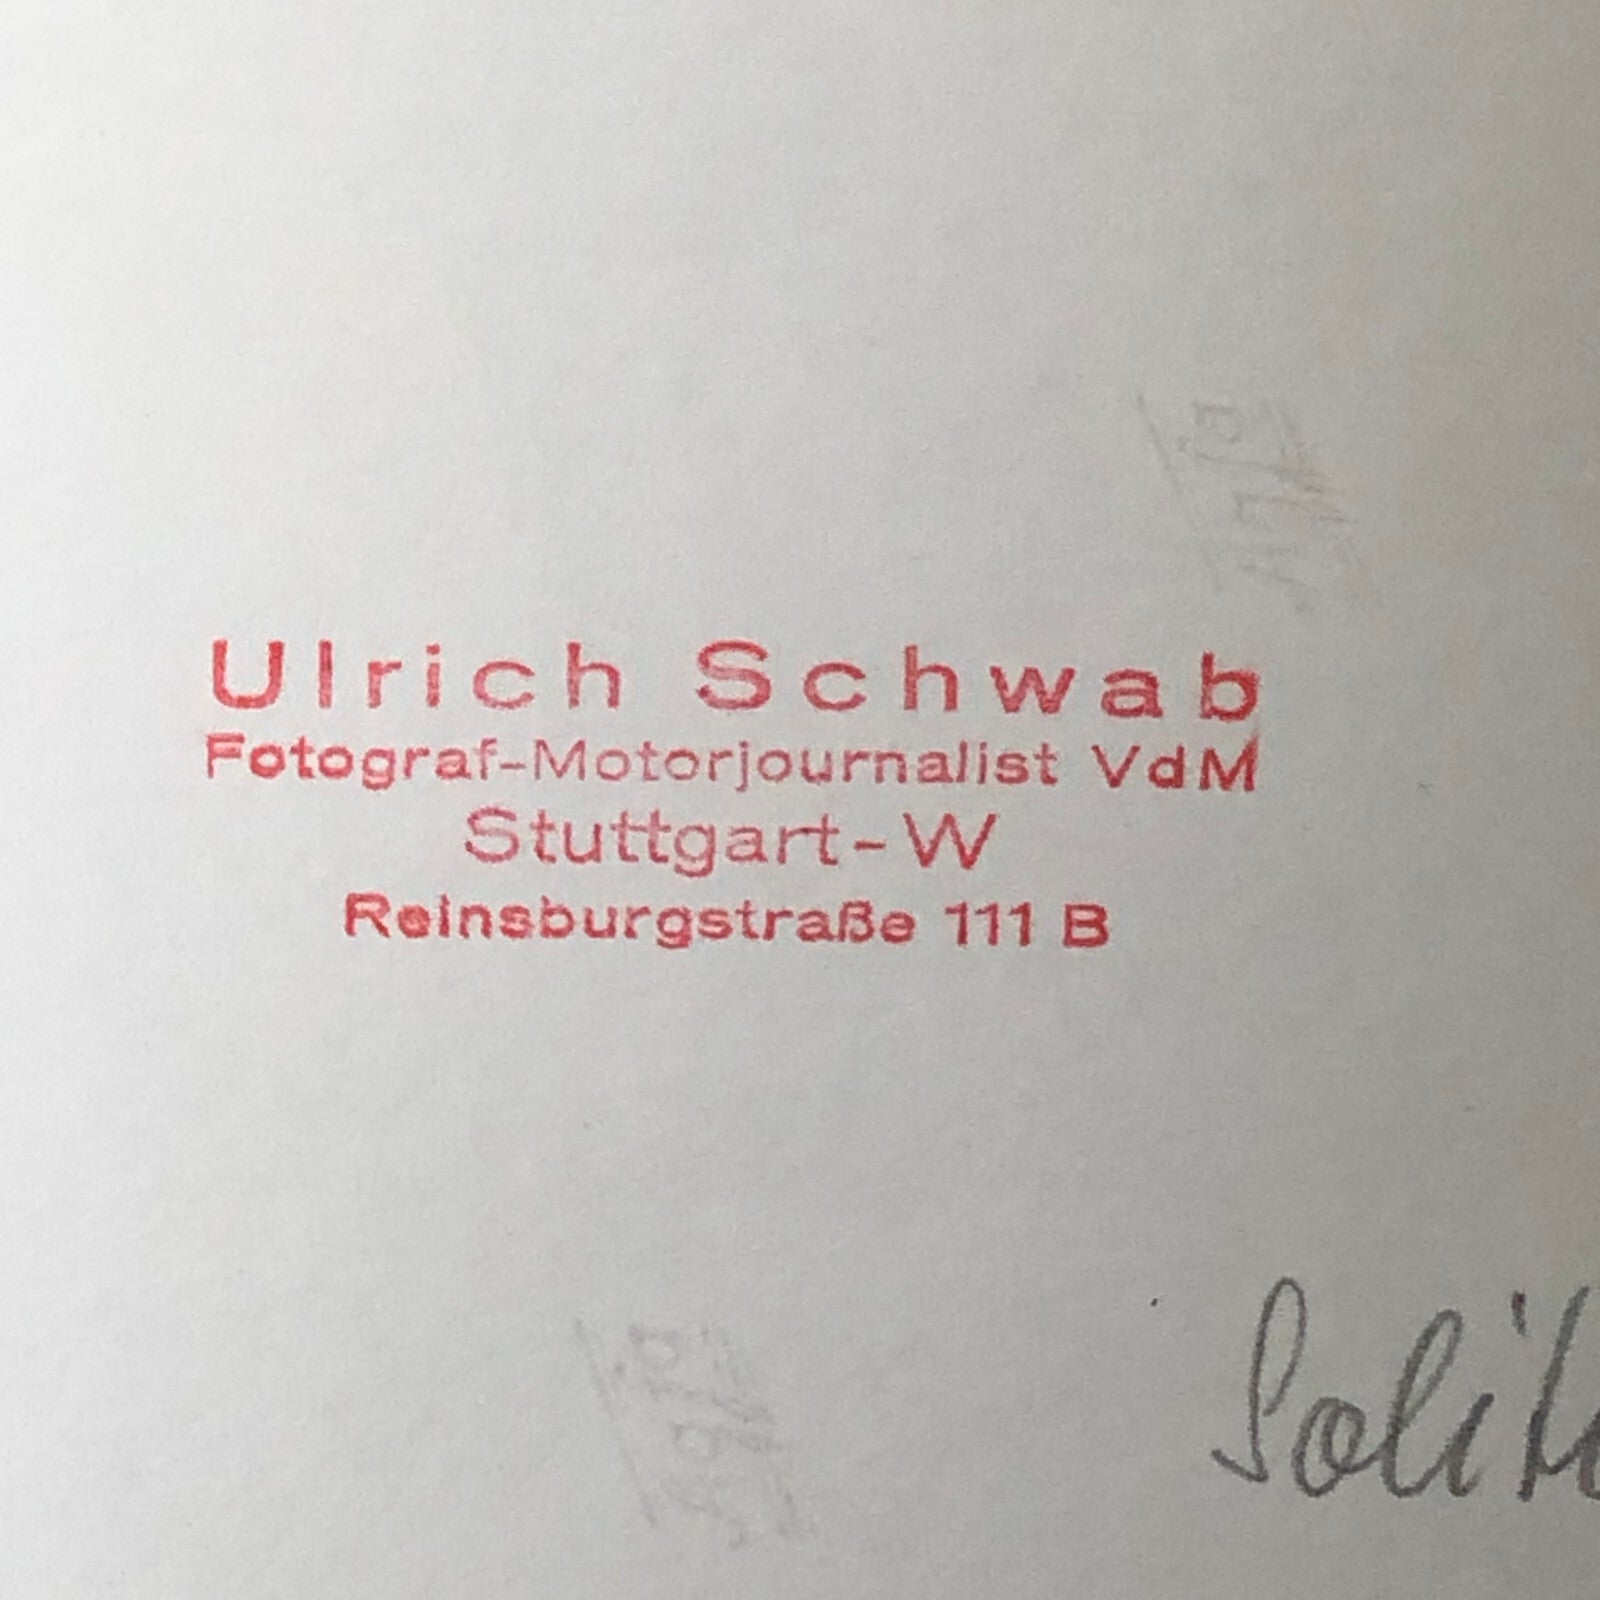 Ulrich Schwab
Fotograf-Motorjournalist VdM
Stuttgart-W
Reinsburgstraße 111 B